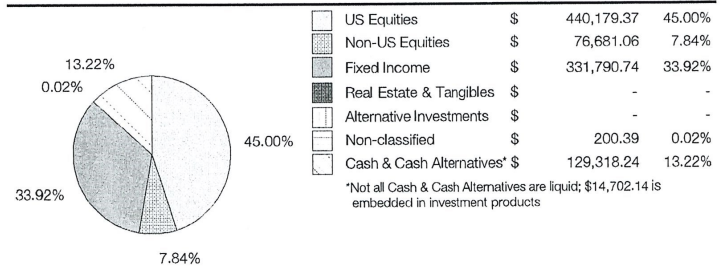 US Equities $ 440,179.37 45.00%
Non-US Equities $ 76,681.06 7.84%
Fixed Income $ 331,790.74 33.92%
Real Estate & Tangibles $ - -
Alternative Investments $ - -
Non-classified $ 200.39 0.02%
Cash & Cash Alternatives* $ 129,318.24 13.22%
*Not all Cash & Cash Alternatives are liquid; $14,702.14 is
embedded in investment products
13.22%
0.02%
45.00%
33.92%
7.84%